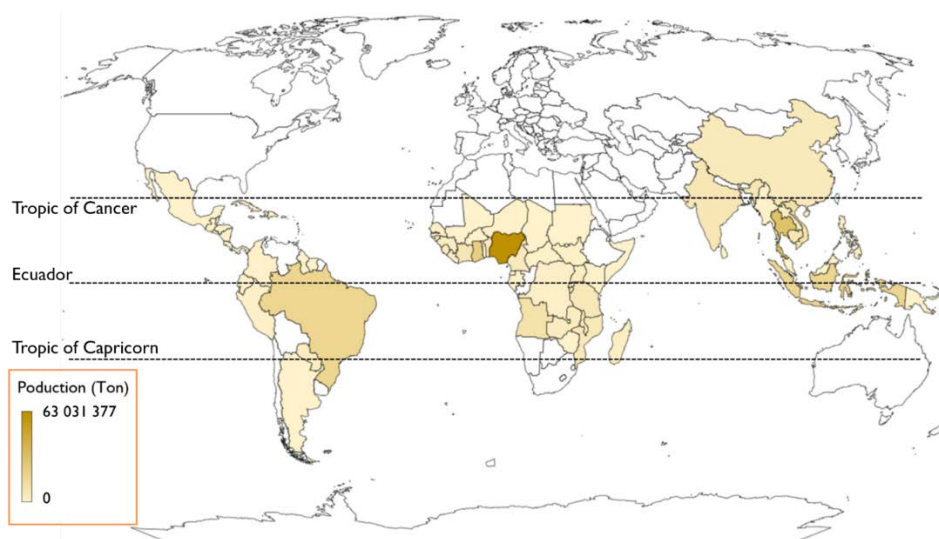 Tropic of Cancer
Ecuador
Tropic of Capricorn
Poduction (Ton)
63 031 377
0